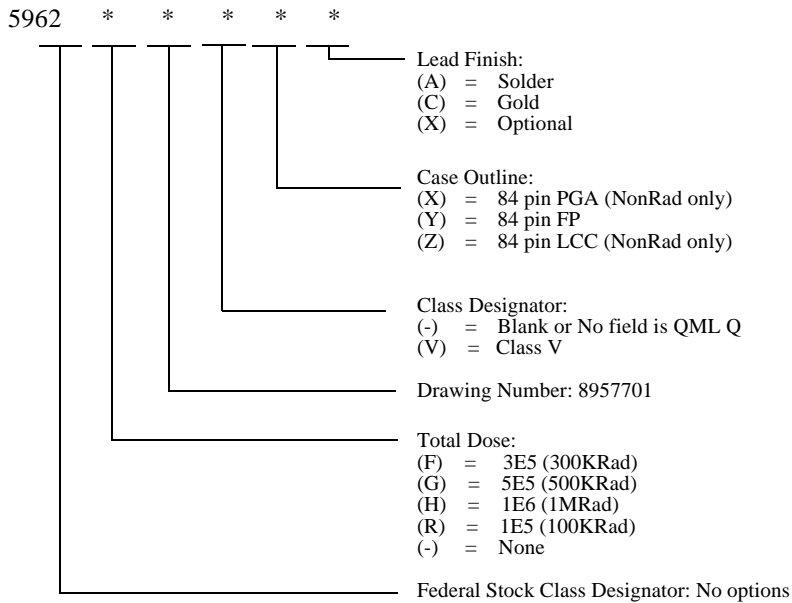 5962 * * * * *
Lead Finish:
(A) = Solder
(C) = Gold
(X) = Optional
Case Outline:
(X) = 84 pin PGA (NonRad only)
(Y) = 84 pin FP
(Z) = 84 pin LCC (NonRad only)
Class Designator:
(-) = Blank or No field is QML Q
(V) = Class V
Drawing Number: 8957701
Total Dose:
(F) = 3E5 (300KRad)
(G) = 5E5 (500KRad)
(H) = 1E6 (1MRad)
(R) = 1E5 (100KRad)
(-) = None
Federal Stock Class Designator: No options